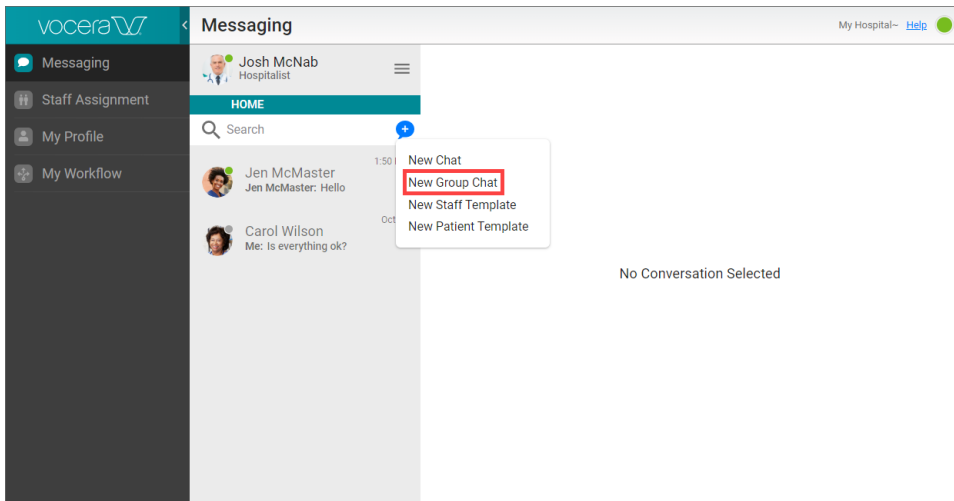 vocera
Messaging
My Hospital~ Help
Messaging
Staff Assignment
My Profile
My Workflow
Josh McNab
Hospitalist
HOME
Search
1:50
Jen McMaster
Jen McMaster: Hello
Oct
Carol Wilson
Me: Is everything ok?
New Chat
New Group Chat
New Staff Template
New Patient Template
No Conversation Selected